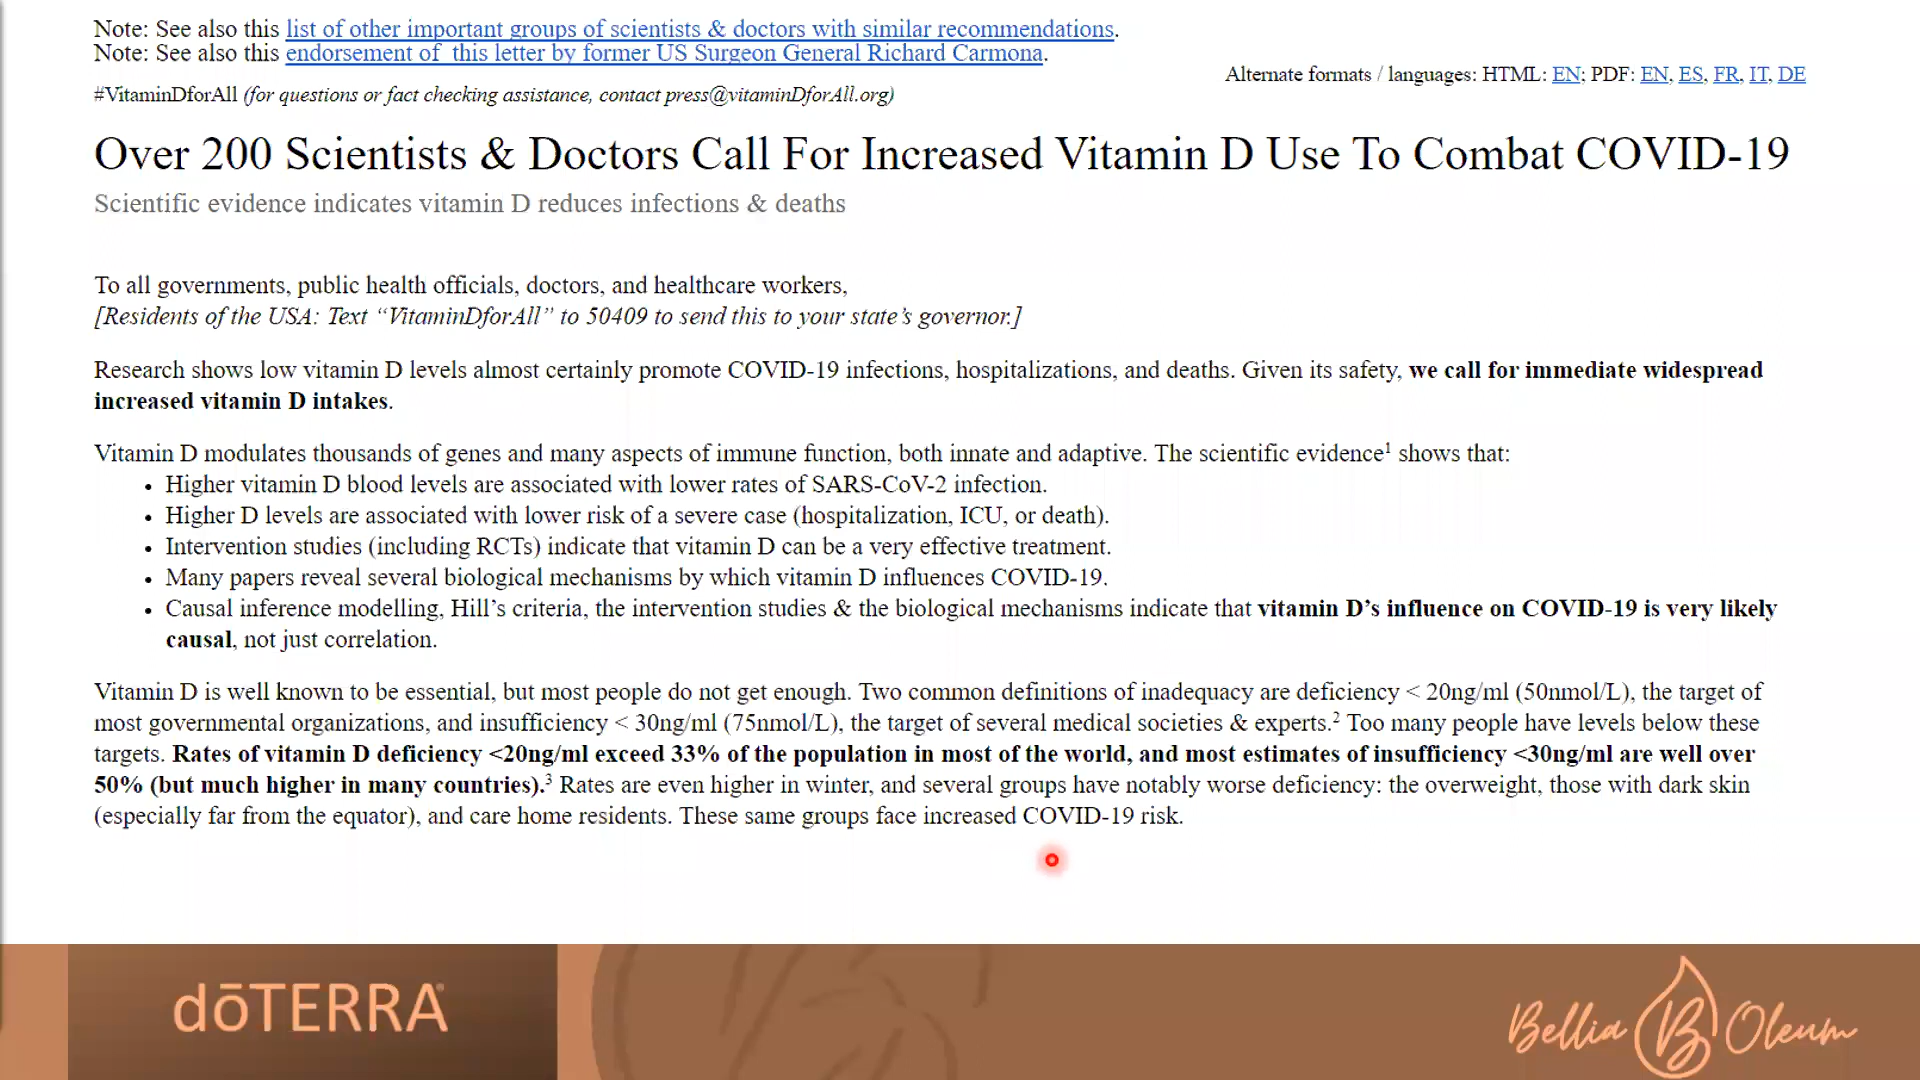 Note: See also this list of other important groups of scientists & doctors with similar recommendations.
Note: See also this endorsement of this letter by former US Surgeon General Richard Carmona.
Alternate formats / languages: HTML: EN; PDF: EN, ES, FR, IT, DE
#VitaminDforAll (for questions or fact checking assistance, contact press@vitaminDforAll.org)
Over 200 Scientists & Doctors Call For Increased Vitamin D Use To Combat COVID-19
Scientific evidence indicates vitamin D reduces infections & deaths
To all governments, public health officials, doctors, and healthcare workers,
[Residents of the USA: Text “VitaminDforAll” to 50409 to send this to your state’s governor.]
Research shows low vitamin D levels almost certainly promote COVID-19 infections, hospitalizations, and deaths. Given its safety, we call for immediate widespread
increased vitamin D intakes.
Vitamin D modulates thousands of genes and many aspects of immune function, both innate and adaptive. The scientific evidence¹ shows that:
• Higher vitamin D blood levels are associated with lower rates of SARS-CoV-2 infection.
• Higher D levels are associated with lower risk of a severe case (hospitalization, ICU, or death).
• Intervention studies (including RCTs) indicate that vitamin D can be a very effective treatment.
• Many papers reveal several biological mechanisms by which vitamin D influences COVID-19.
• Causal inference modelling, Hill’s criteria, the intervention studies & the biological mechanisms indicate that vitamin D’s influence on COVID-19 is very likely
causal, not just correlation.
Vitamin D is well known to be essential, but most people do not get enough. Two common definitions of inadequacy are deficiency < 20ng/ml (50nmol/L), the target of
most governmental organizations, and insufficiency < 30ng/ml (75nmol/L), the target of several medical societies & experts.² Too many people have levels below these
targets. Rates of vitamin D deficiency <20ng/ml exceed 33% of the population in most of the world, and most estimates of insufficiency <30ng/ml are well over
50% (but much higher in many countries).³ Rates are even higher in winter, and several groups have notably worse deficiency: the overweight, those with dark skin
(especially far from the equator), and care home residents. These same groups face increased COVID-19 risk.
dōTERRA
Bellia B Oleum